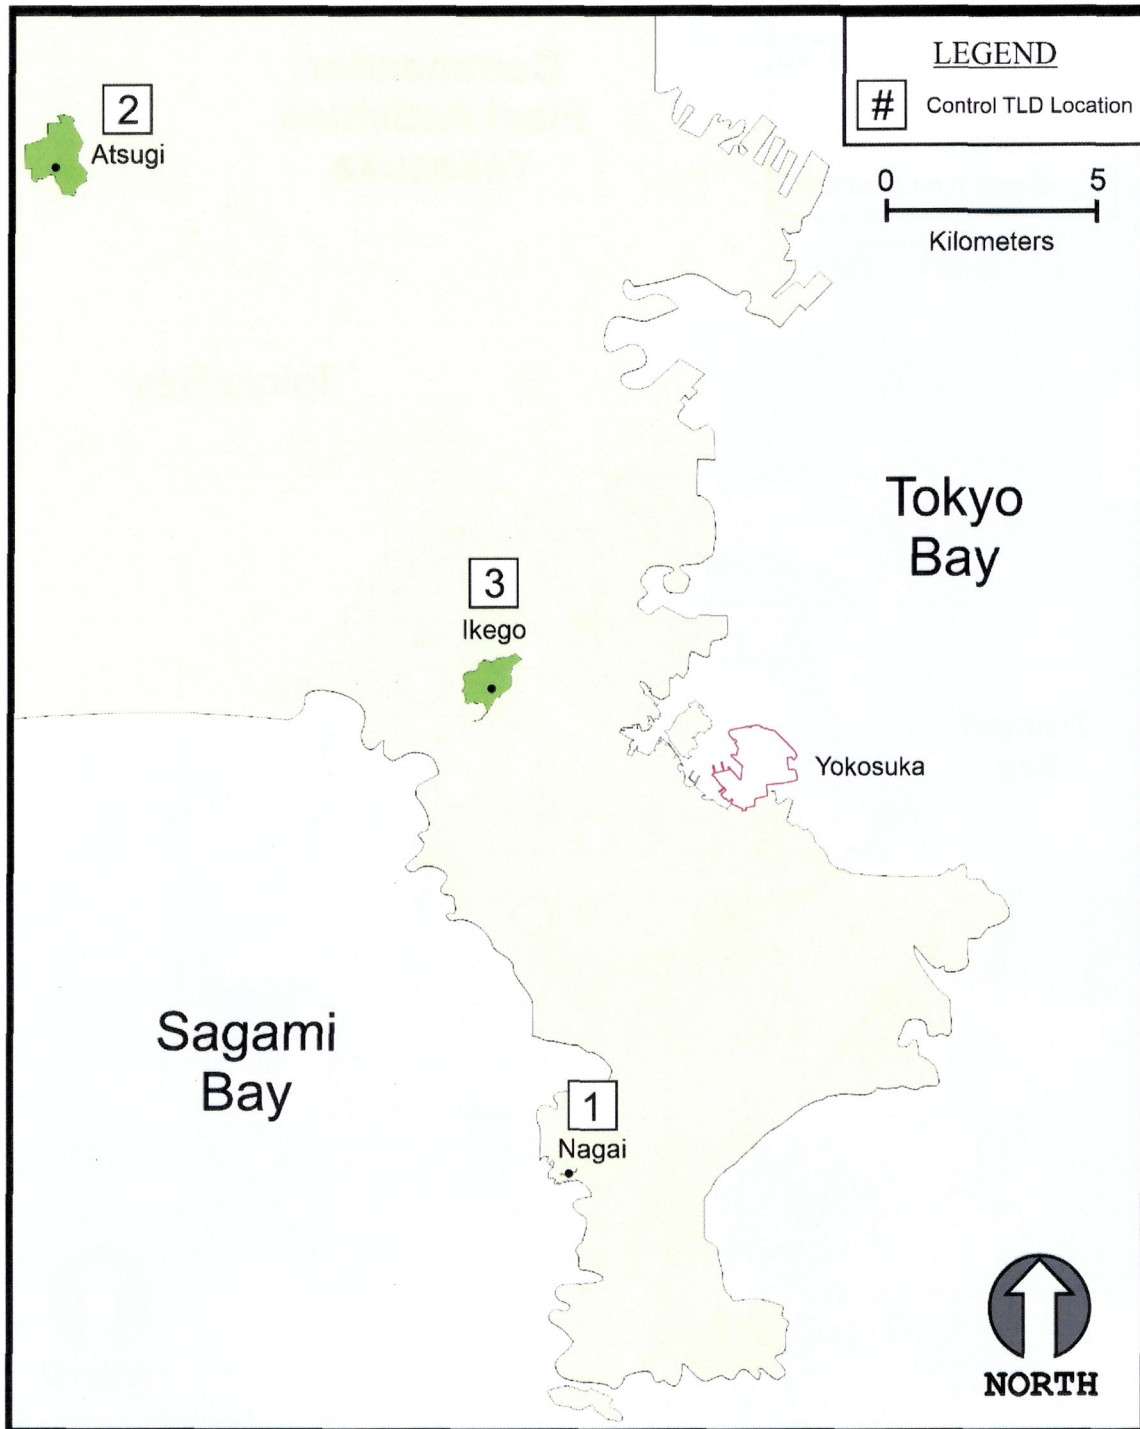 LEGEND
# Control TLD Location
0 5
Kilometers
2
Atsugi
Tokyo
Bay
3
Ikego
Yokosuka
Sagami
Bay
1
Nagai
NORTH